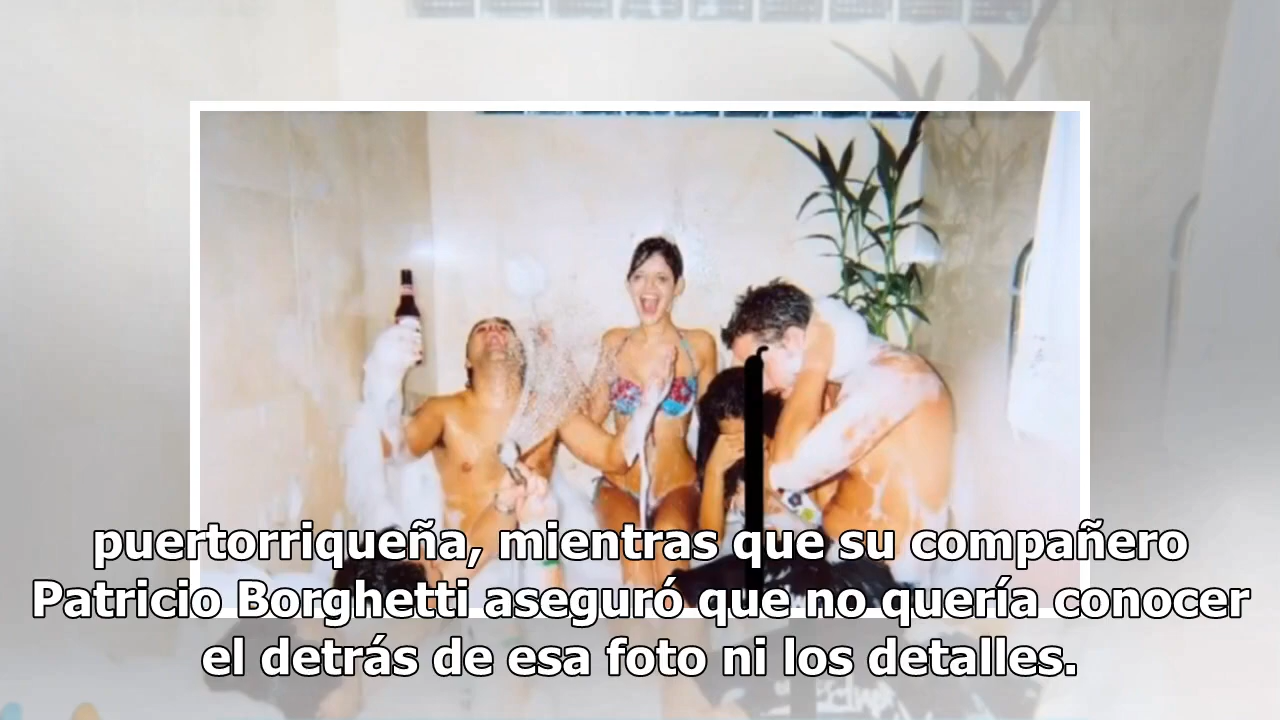 puertorriqueña, mientras que su compañero
Patricio Borghetti aseguró que no quería conocer
el detrás de esa foto ni los detalles.